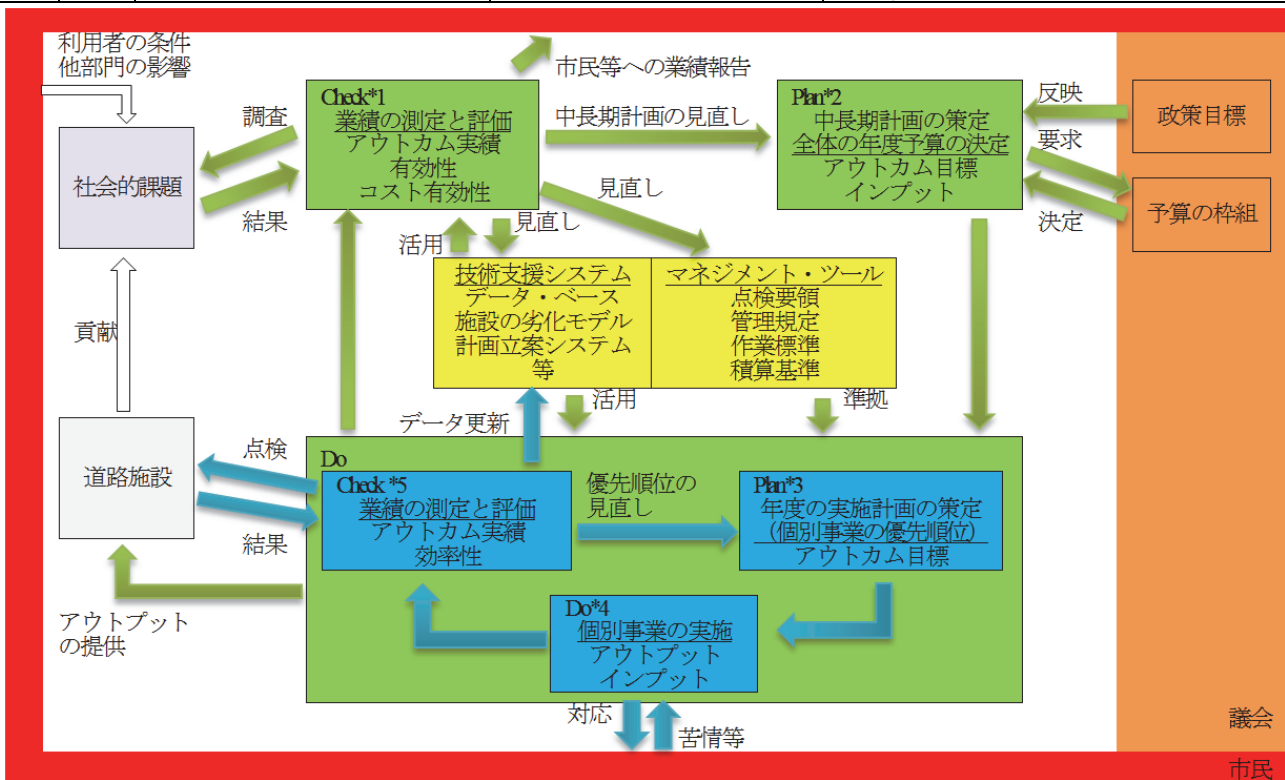 利用者の条件
他部門の影響
市民等への業績報告
Check*1
業績の測定と評価
アウトカム実績
有効性
コスト有効性
調査
結果
社会的課題
中長期計画の見直し
Plan*2
中長期計画の策定
全体の年度予算の決定
アウトカム目標
インプット
反映
要求
決定
政策目標
予算の枠組
見直し
見直し
活用
技術支援システム
データ・ベース
施設の劣化モデル
計画立案システム
等
マネジメント・ツール
点検要領
管理規定
作業標準
積算基準
貢献
活用
準拠
データ更新
道路施設
点検
結果
アウトプット
の提供
Do
Check *5
業績の測定と評価
アウトカム実績
効率性
優先順位の
見直し
Plan*3
年度の実施計画の策定
(個別事業の優先順位)
アウトカム目標
Do*4
個別事業の実施
アウトプット
インプット
対応
苦情等
議会
市民